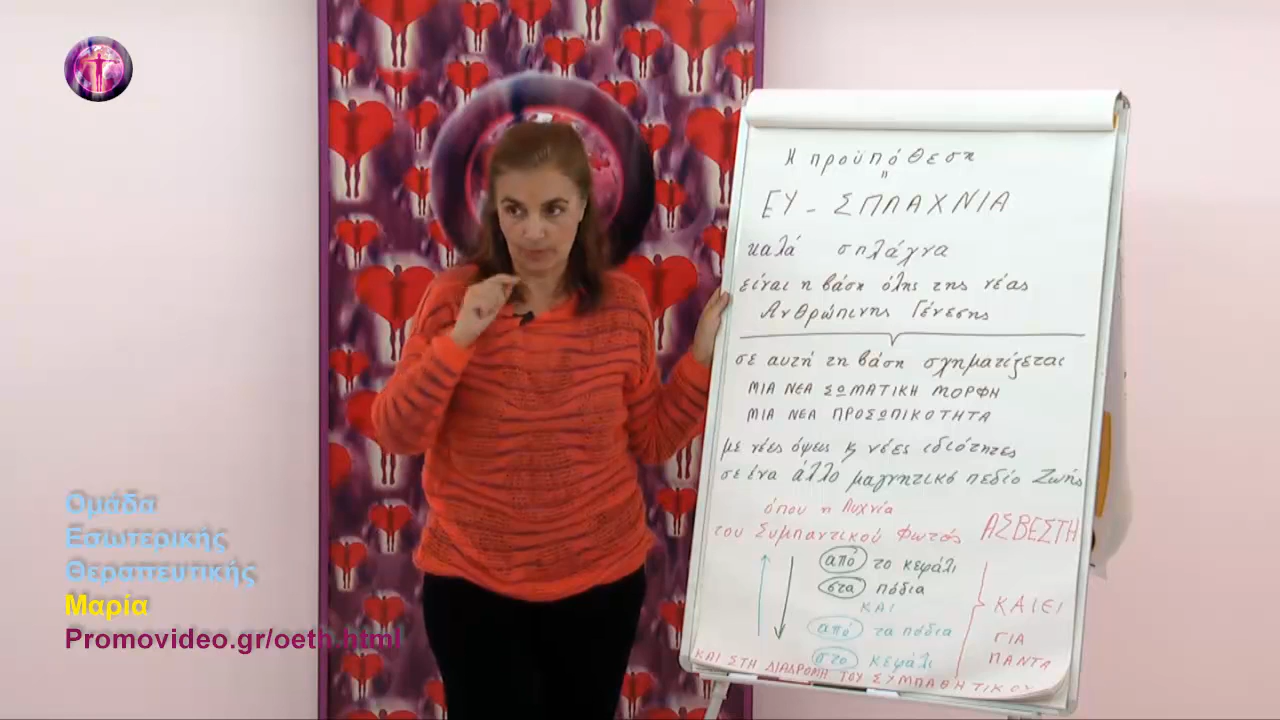 Η προϋπόθεση
"
ΕΥ - ΣΠΛΑΧΝΙΑ
καλά σπλάχνα
είναι η βάση όλης της νέας
Ανθρώπινης Γένεσης
σε αυτή τη βάση σχηματίζεται
ΜΙΑ ΝΕΑ ΣΩΜΑΤΙΚΗ ΜΟΡΦΗ
ΜΙΑ ΝΕΑ ΠΡΟΣΩΠΙΚΟΤΗΤΑ
με νέες όψεις κ νέες ιδιότητες
σε ένα άλλο μαγνητικό πεδίο Ζωής
όπου η Λυχνία
του Συμπαντικού Φωτός ΑΣΒΕΣΤΗ
από το κεφάλι
στα πόδια
ΚΑΙ
από τα πόδια
στο κεφάλι
ΚΑΙΕΙ
ΓΙΑ
ΠΑΝΤΑ
ΚΑΙ ΣΤΗ ΔΙΑΔΡΟΜΗ ΤΟΥ ΣΥΜΠΑΘΗΤΙΚΟΥ
Ομάδα
Εσωτερικής
Θεραπευτικής
Μαρία
Promovideo.gr/oeth.html